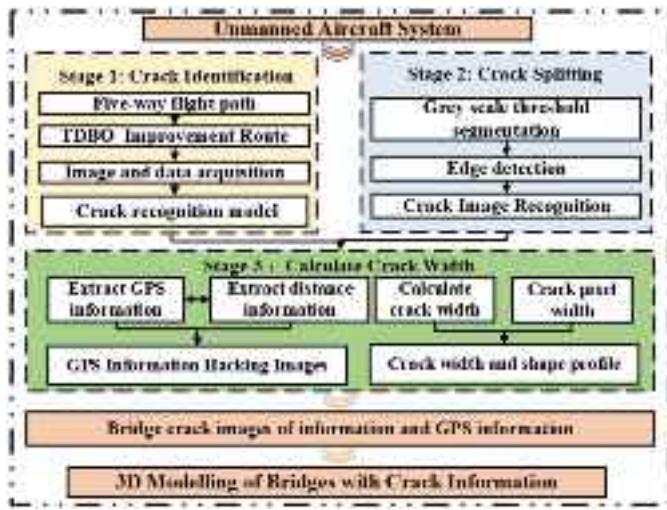 Unmanned Aircraft System
Stage 1: Crack Identification
Five-way flight path
TDBO Improvement Route
Image and data acquisition
Crack recognition model
Stage 2: Crack Splitting
Grey scale threshold
segmentation
Edge detection
Crack Image Recognition
Stage 3 : Calculate Crack Width
Extract GPS
information
Extract distance
information
Calculate
crack width
Crack pixel
width
GPS Information Hacking Images
Crack width and shape profile
Bridge crack images of information and GPS information
3D Modelling of Bridges with Crack Information